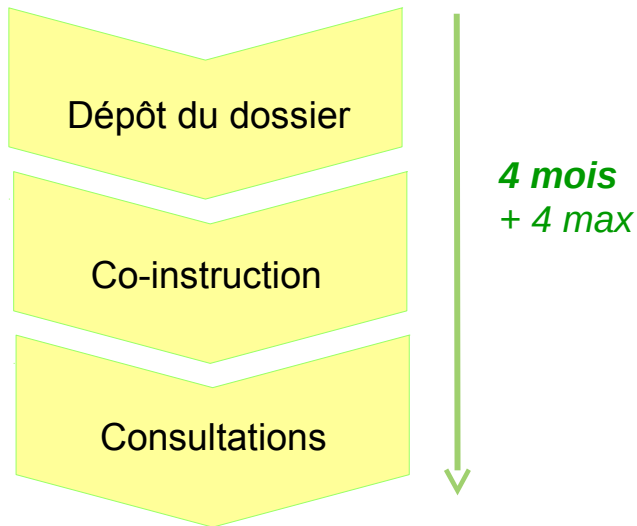 Dépôt du dossier
4 mois
+ 4 max
Co-instruction
Consultations